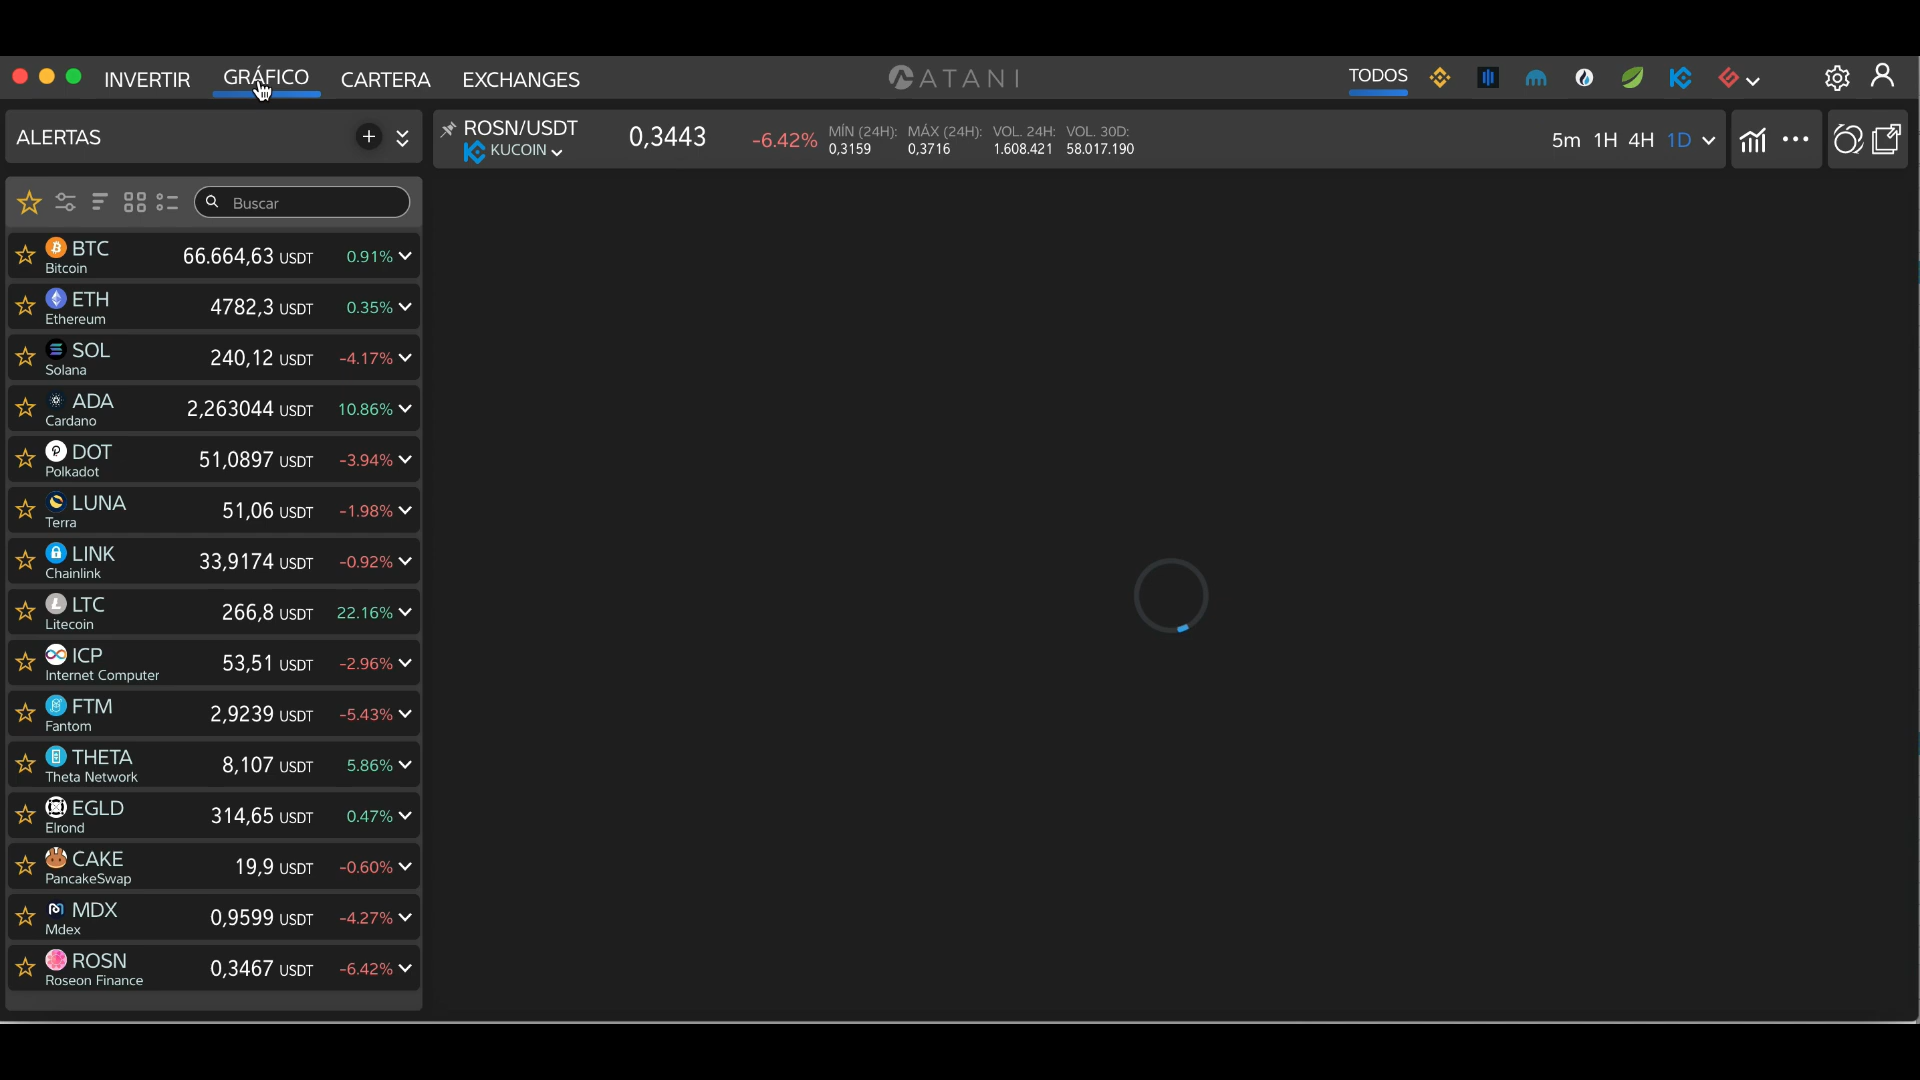 INVERTIR GRÁFICO CARTERA EXCHANGES ATANI TODOS
ALERTAS
ROSN/USDT
KUCOIN
0,3443 -6.42%
MÍN (24H): MÁX (24H): VOL. 24H: VOL. 30D:
0,3159 0,3716 1.608.421 58.017.190
5m 1H 4H 1D
Buscar
BTC 66.664,63 USDT 0.91%
Bitcoin
ETH 4782,3 USDT 0.35%
Ethereum
SOL 240,12 USDT -4.17%
Solana
ADA 2,263044 USDT 10.86%
Cardano
DOT 51,0897 USDT -3.94%
Polkadot
LUNA 51,06 USDT -1.98%
Terra
LINK 33,9174 USDT -0.92%
Chainlink
LTC 266,8 USDT 22.16%
Litecoin
ICP 53,51 USDT -2.96%
Internet Computer
FTM 2,9239 USDT -5.43%
Fantom
THETA 8,107 USDT 5.86%
Theta Network
EGLD 314,65 USDT 0.47%
Elrond
CAKE 19,9 USDT -0.60%
PancakeSwap
MDX 0,9599 USDT -4.27%
Mdex
ROSN 0,3467 USDT -6.42%
Roseon Finance